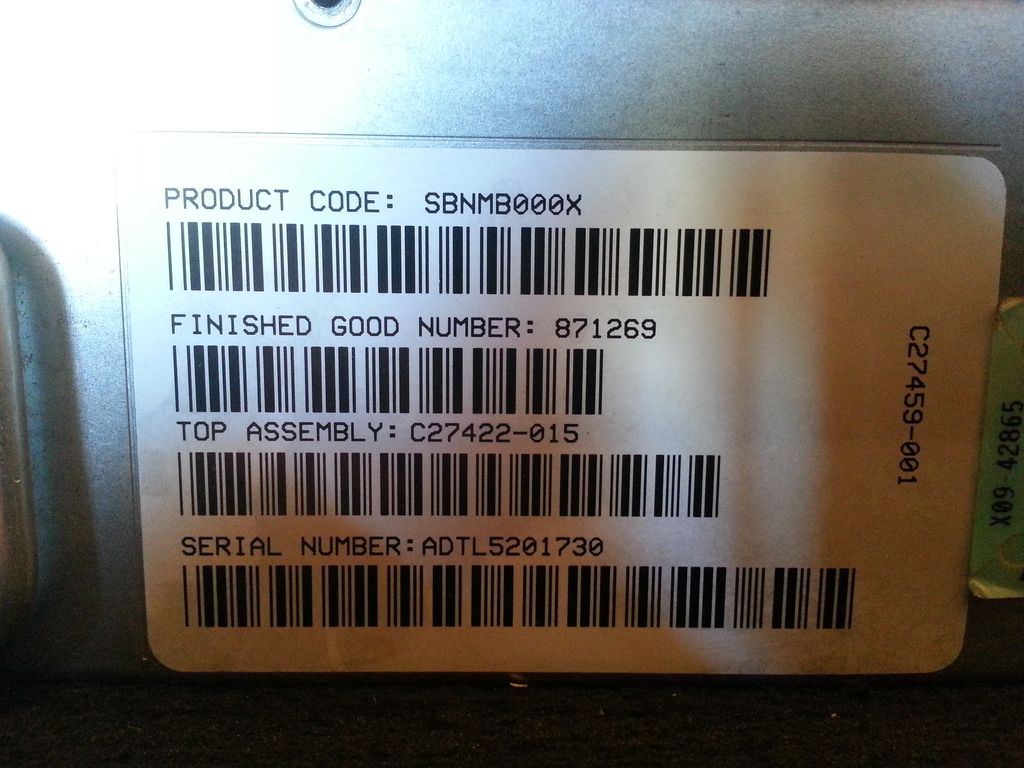 PRODUCT CODE: SBNMB000X
FINISHED GOOD NUMBER: 871269
TOP ASSEMBLY: C27422-015
SERIAL NUMBER: ADTL5201730
C27459-001
X09-42865